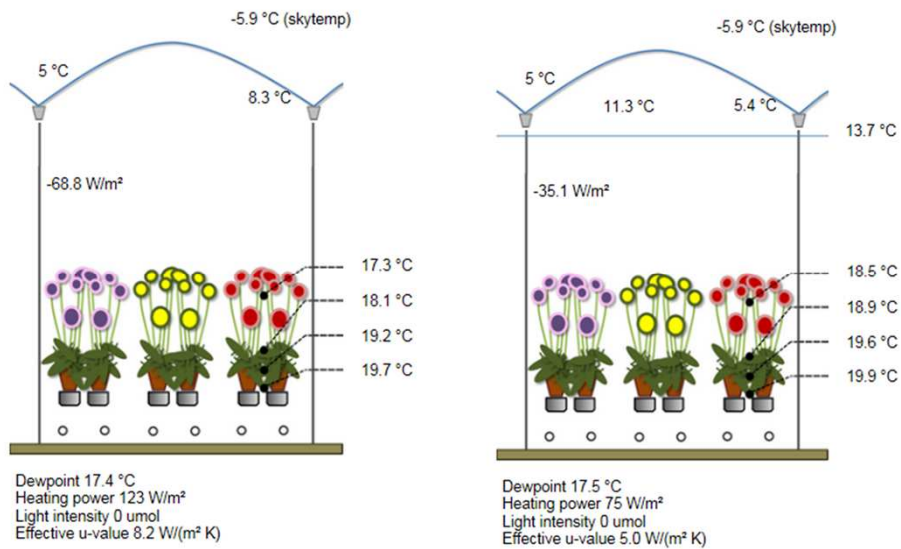 -5.9 °C (skytemp)
5 °C
8.3 °C
-68.8 W/m²
17.3 °C
18.1 °C
19.2 °C
19.7 °C
Dewpoint 17.4 °C
Heating power 123 W/m²
Light intensity 0 umol
Effective u-value 8.2 W/(m² K)
-5.9 °C (skytemp)
5 °C
11.3 °C
5.4 °C
13.7 °C
-35.1 W/m²
18.5 °C
18.9 °C
19.6 °C
19.9 °C
Dewpoint 17.5 °C
Heating power 75 W/m²
Light intensity 0 umol
Effective u-value 5.0 W/(m² K)